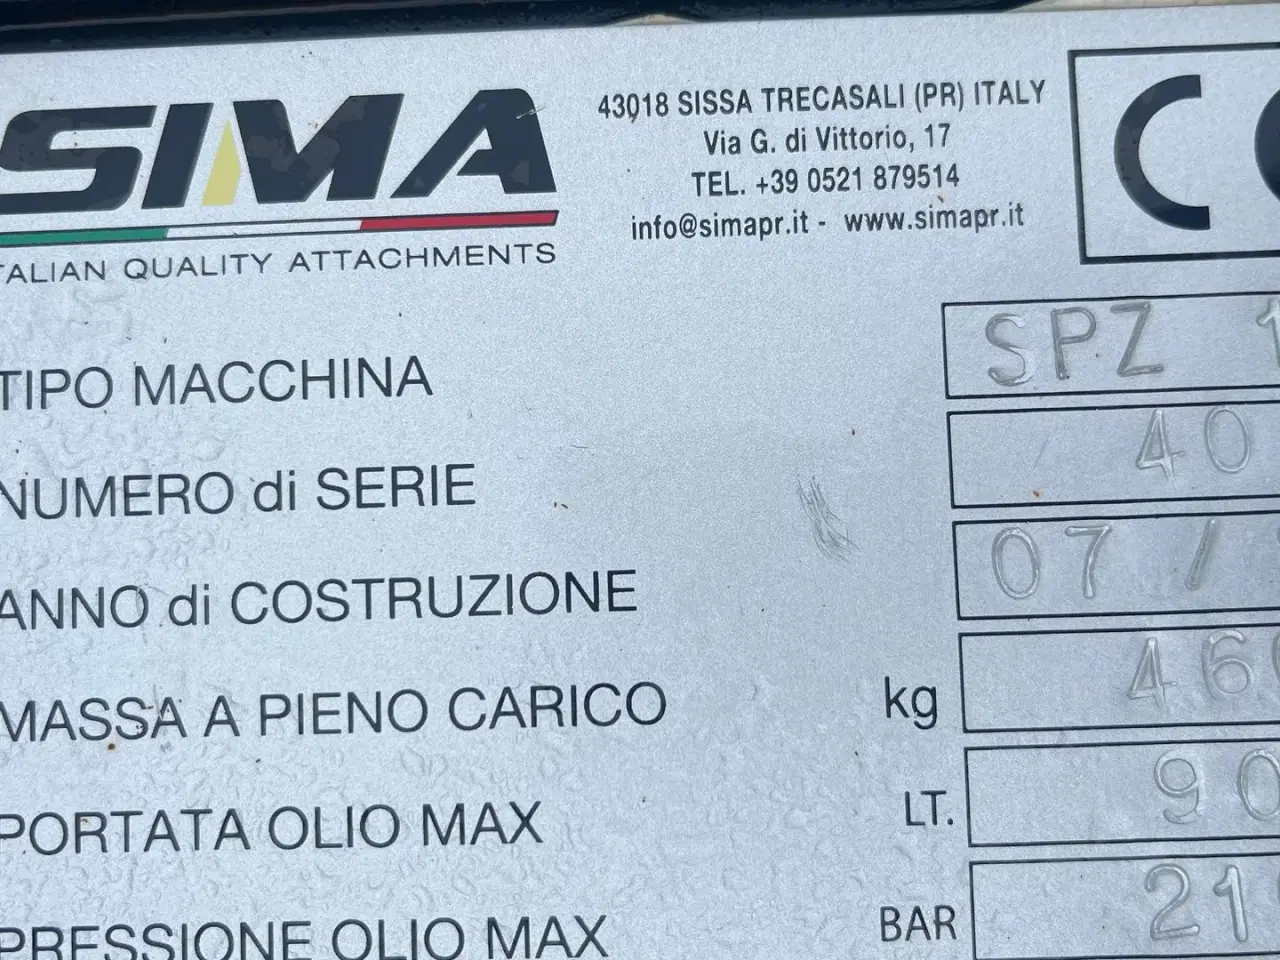 SIMA
ITALIAN QUALITY ATTACHMENTS
43018 SISSA TRECASALI (PR) ITALY
Via G. di Vittorio, 17
TEL. +39 0521 879514
info@simapr.it - www.simapr.it
CE
TIPO MACCHINA SPZ 1
NUMERO di SERIE 40
ANNO di COSTRUZIONE 07 /
MASSA A PIENO CARICO kg 46
PORTATA OLIO MAX LT. 90
PRESSIONE OLIO MAX BAR 21